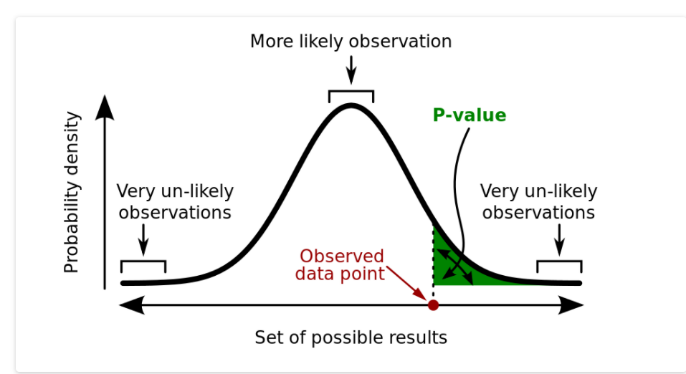 More likely observation
P-value
Probability density
Very un-likely
observations
Very un-likely
observations
Observed
data point
Set of possible results